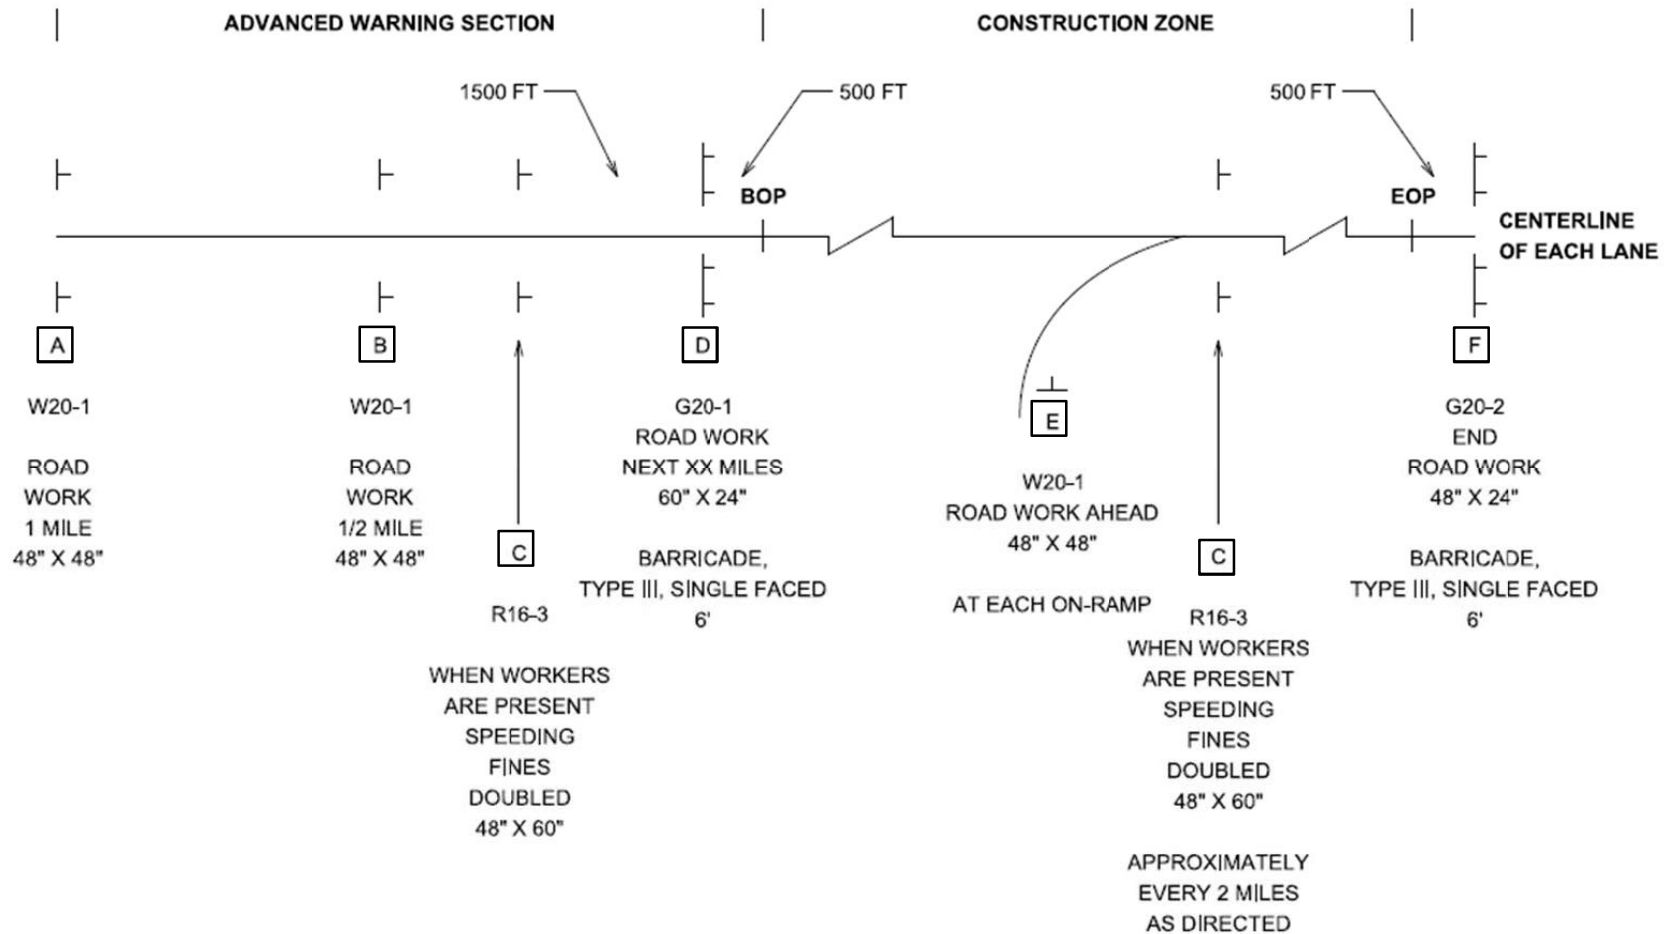 ADVANCED WARNING SECTION
CONSTRUCTION ZONE
1500 FT
500 FT
500 FT
BOP
EOP
CENTERLINE
OF EACH LANE
A
W20-1
ROAD
WORK
1 MILE
48" X 48"
B
W20-1
ROAD
WORK
1/2 MILE
48" X 48"
C
R16-3
WHEN WORKERS
ARE PRESENT
SPEEDING
FINES
DOUBLED
48" X 60"
D
G20-1
ROAD WORK
NEXT XX MILES
60" X 24"
BARRICADE,
TYPE III, SINGLE FACED
6'
E
W20-1
ROAD WORK AHEAD
48" X 48"
AT EACH ON-RAMP
C
R16-3
WHEN WORKERS
ARE PRESENT
SPEEDING
FINES
DOUBLED
48" X 60"
APPROXIMATELY
EVERY 2 MILES
AS DIRECTED
F
G20-2
END
ROAD WORK
48" X 24"
BARRICADE,
TYPE III, SINGLE FACED
6'